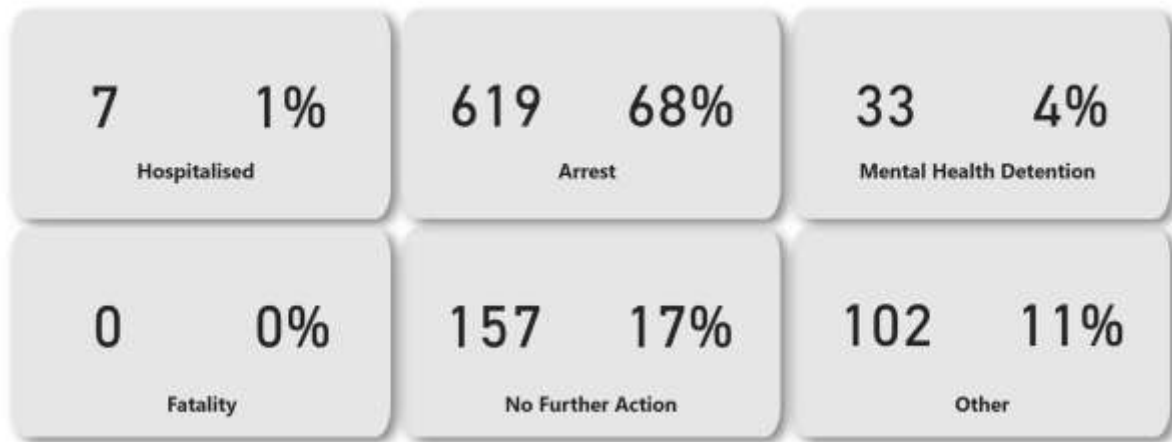 7 1% 619 68% 33 4%
Hospitalised Arrest Mental Health Detention
0 0% 157 17% 102 11%
Fatality No Further Action Other